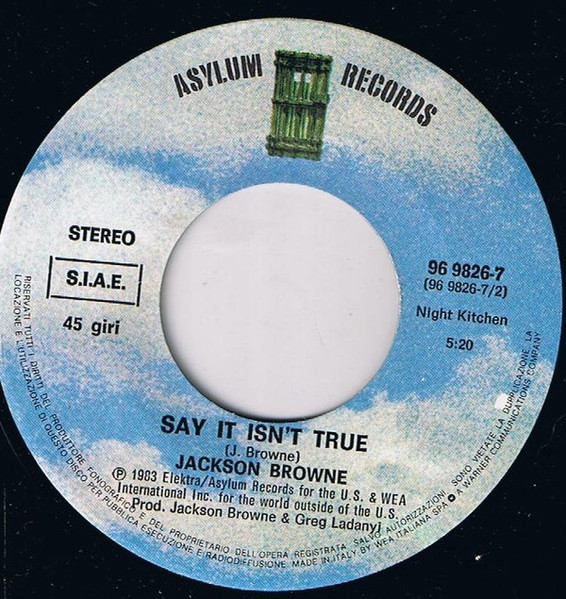 ASYLUM RECORDS
STEREO
S.I.A.E.
45 giri
96 9826-7
(96 9826-7/2)
Night Kitchen
5:20
SAY IT ISN'T TRUE
(J. Browne)
JACKSON BROWNE
℗ 1983 Elektra/Asylum Records for the U.S. & WEA
International Inc. for the world outside of the U.S.
Prod. Jackson Browne & Greg Ladanyi
RISERVATI TUTTI I DIRITTI DEL PRODUTTORE FONOGRAFICO E DEL PROPRIETARIO DELL'OPERA REGISTRATA. SALVO AUTORIZZAZIONI SONO VIETATE LA DUPPLICAZIONE LA
LOCAZIONE E L'UTILIZZAZIONE DI QUESTO DISCO PER PUBBLICA ESECUZIONE E RADIODIFFUSIONE. MADE IN ITALY BY WEA ITALIANA SPA A WARNER COMMUNICATIONS COMPANY